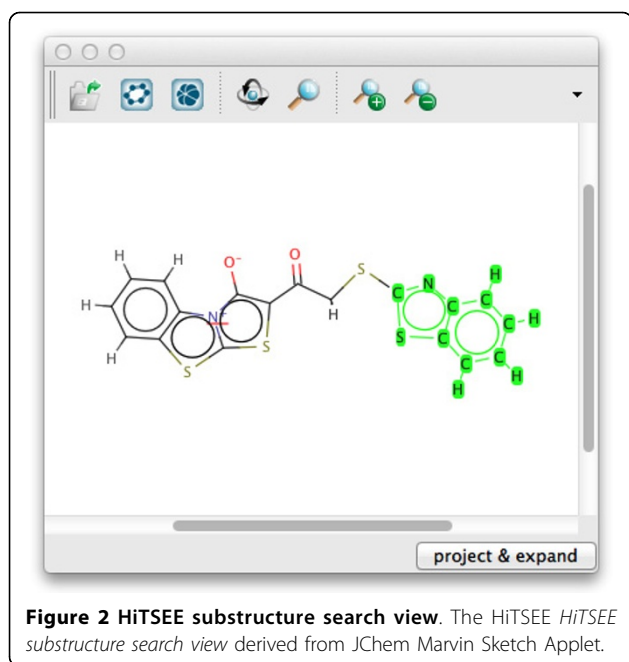 H
H
H
H
O⁻
N⁺
S
S
O
H
S
C
N
S
C
C
C
C
C
C
H
H
H
H
project & expand
Figure 2 HiTSEE substructure search view. The HiTSEE HiTSEE
substructure search view derived from JChem Marvin Sketch Applet.